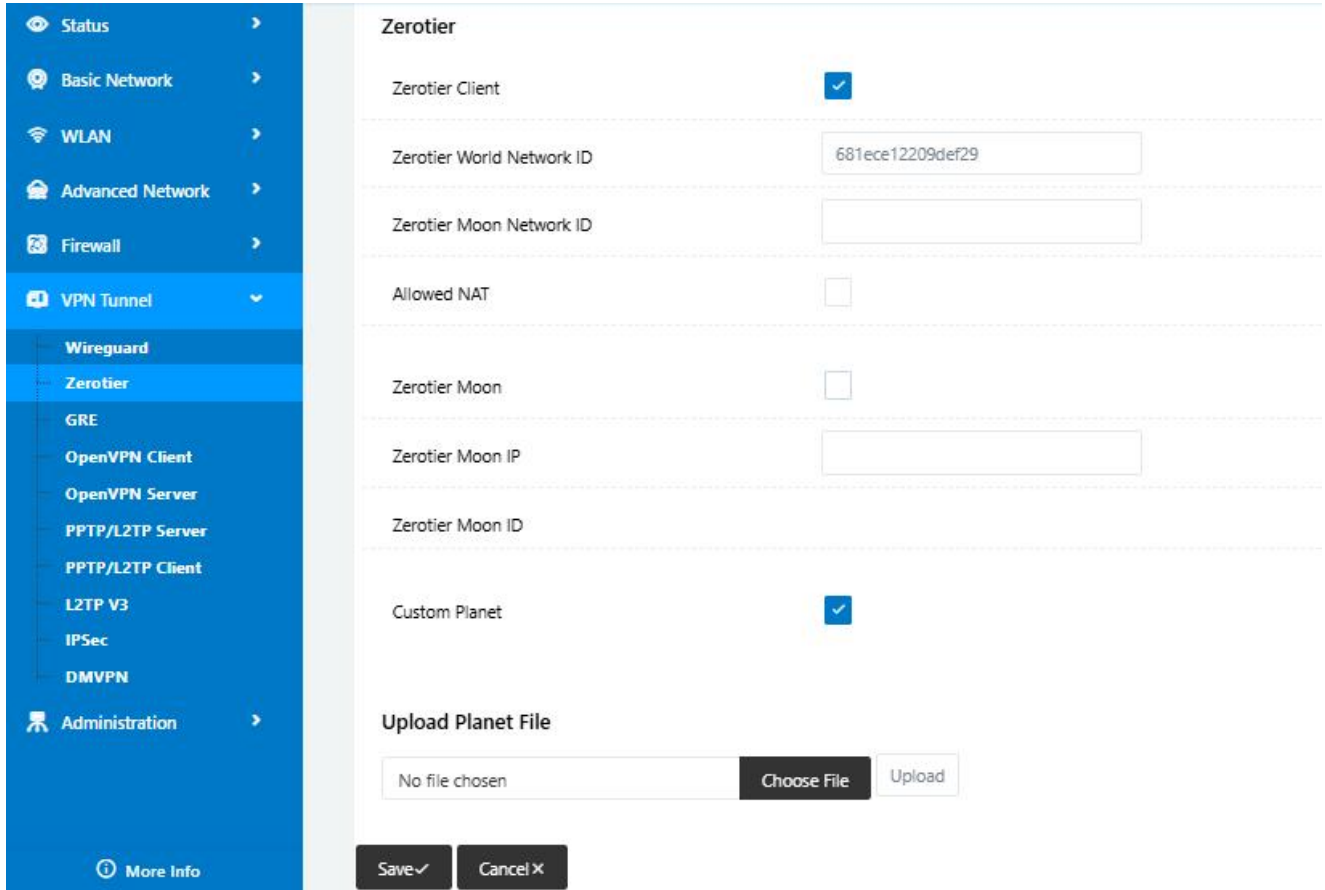 Status
Basic Network
WLAN
Advanced Network
Firewall
VPN Tunnel
Wireguard
Zerotier
GRE
OpenVPN Client
OpenVPN Server
PPTP/L2TP Server
PPTP/L2TP Client
L2TP V3
IPSec
DMVPN
Administration
More Info
Zerotier
Zerotier Client
Zerotier World Network ID 681ece12209def29
Zerotier Moon Network ID
Allowed NAT
Zerotier Moon
Zerotier Moon IP
Zerotier Moon ID
Custom Planet
Upload Planet File
No file chosen Choose File Upload
Save Cancel